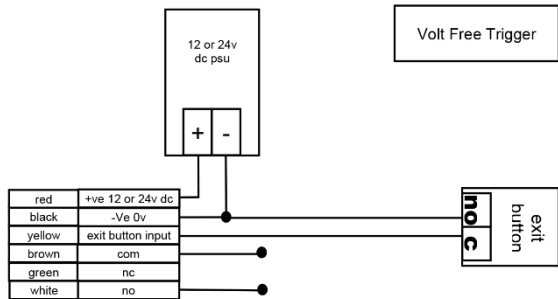 12 or 24v
dc psu
Volt Free Trigger
+ -
red +ve 12 or 24v dc
black -Ve 0v
yellow exit button input
brown com
green nc
white no
no
c
exit
button